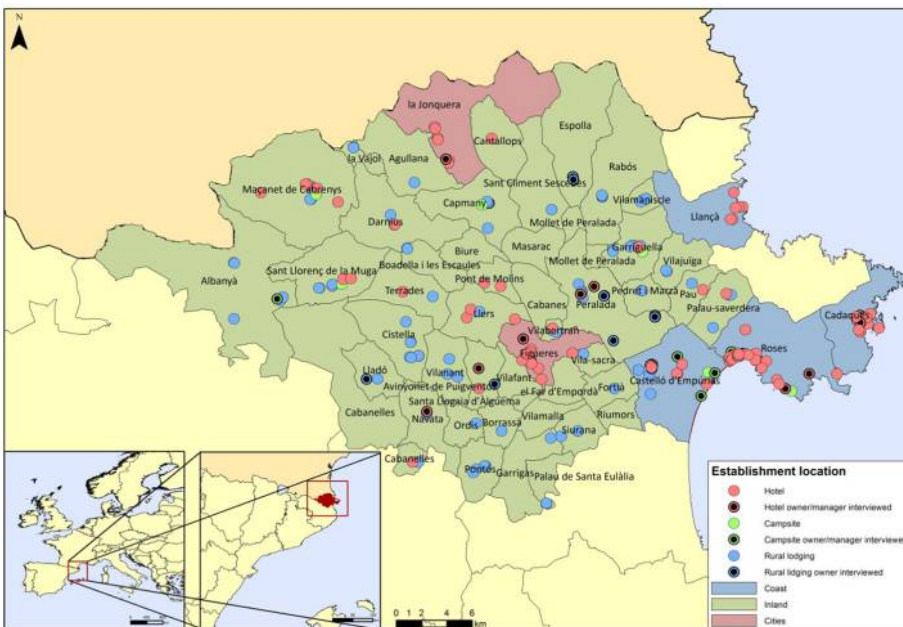 N
la Jonquera
Cantallops
Espolla
la Vajol
Agullana
Rabós
Sant Climent Sescebes
Maçanet de Cabrenys
Capmany
Vilamaniscle
Llançà
Darnius
Mollet de Peralada
Masarac
Garriguella
Biure
Boadella i les Escaules
Mollet de Peralada
Vilajuïga
Albanyà
Sant Llorenç de la Muga
Pont de Molins
Terrades
Cabanes
Peralada
Pedret i Marzà
Pau
Palau-saverdera
Cadaqués
Llers
Cistella
Vilabertran
Roses
Figueres
Vila-sacra
Lladó
Vilanant
Vilafant
Castelló d'Empúries
Avinyonet de Puigventós
el Far d'Empordà
Fortià
Santa Llogaia d'Àlguema
Cabanelles
Navata
Ordis
Borrassà
Vilamalla
Riumors
Siurana
Cabanelles
Pontós
Garrigàs
Palau de Santa Eulàlia
Establishment location
Hotel
Hotel owner/manager interviewed
Campsite
Campsite owner/manager interviewed
Rural lodging
Rural lidging owner interviewed
Coast
Inland
Cities
0 1 2 4 6
km